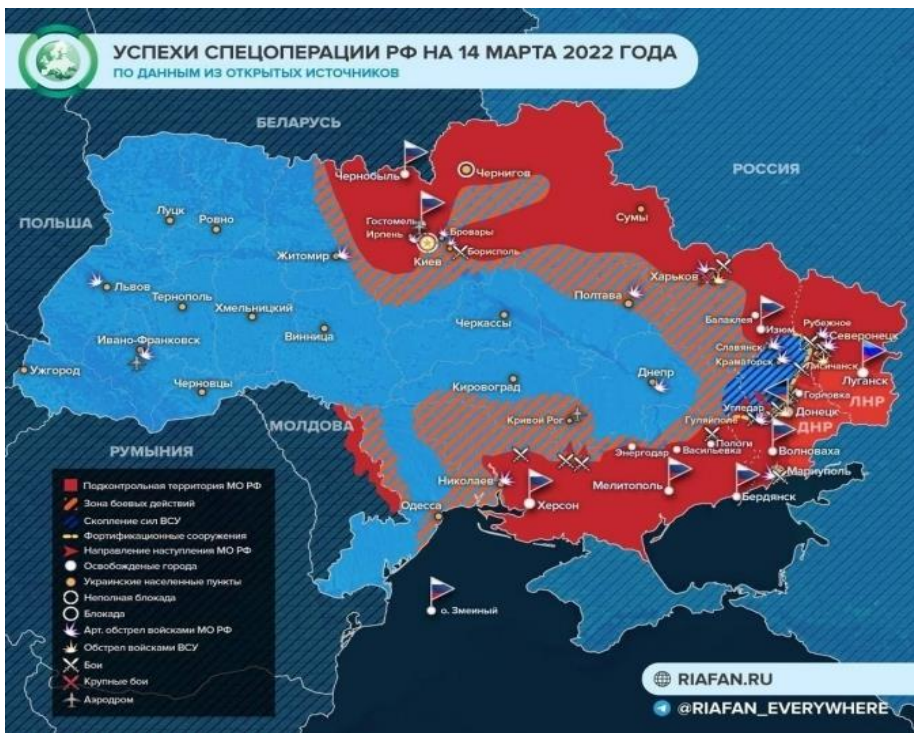 УСПЕХИ СПЕЦОПЕРАЦИИ РФ НА 14 МАРТА 2022 ГОДА
ПО ДАННЫМ ИЗ ОТКРЫТЫХ ИСТОЧНИКОВ
БЕЛАРУСЬ
РОССИЯ
ПОЛЬША
Чернобыль
Чернигов
Луцк
Ровно
Сумы
Гостомель
Ирпень
Бровары
Киев
Борисполь
Житомир
Харьков
Львов
Тернополь
Хмельницкий
Полтава
Балаклея
Изюм
Рубежное
Северонецк
Винница
Черкассы
Славянск
Краматорск
Лисичанск
Ивано-Франковск
Ужгород
Черновцы
Кировоград
Днепр
Луганск
Горловка
ЛНР
Угледар
Донецк
ДНР
Кривой Рог
Гуляйполе
МОЛДОВА
РУМЫНИЯ
Энергодар
Васильевка
Пологи
Волноваха
Николаев
Мелитополь
Мариуполь
Херсон
Бердянск
Одесса
о. Змеиный
Подконтрольная территория МО РФ
Зона боевых действий
Скопление сил ВСУ
Фортификационные сооружения
Направление наступления МО РФ
Освобожденые города
Украинские населенные пункты
Неполная блокада
Блокада
Арт. обстрел войсками МО РФ
Обстрел войсками ВСУ
Бои
Крупные бои
Аэродром
RIAFAN.RU
@RIAFAN_EVERYWHERE